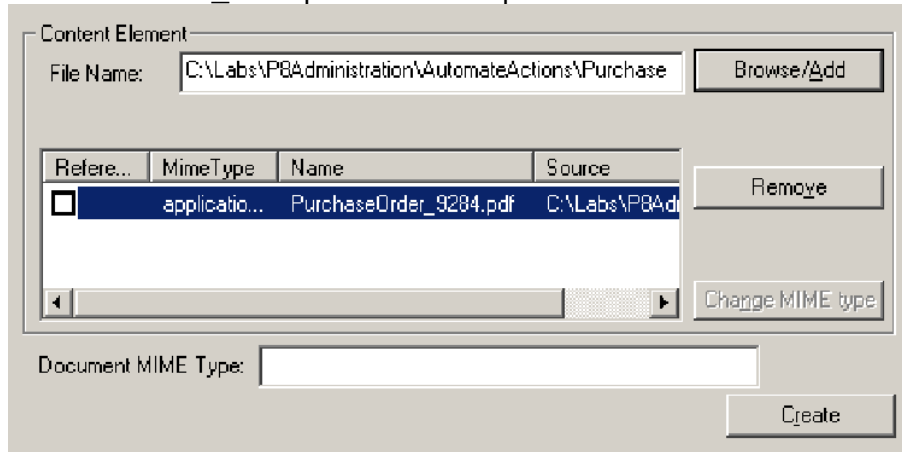 Content Element
File Name: C:\Labs\P8Administration\AutomateActions\Purchase Browse/Add
Refere... MimeType Name Source
Remove
applicatio... PurchaseOrder_9284.pdf C:\Labs\P8Ad
Change MIME type
Document MIME Type:
Create